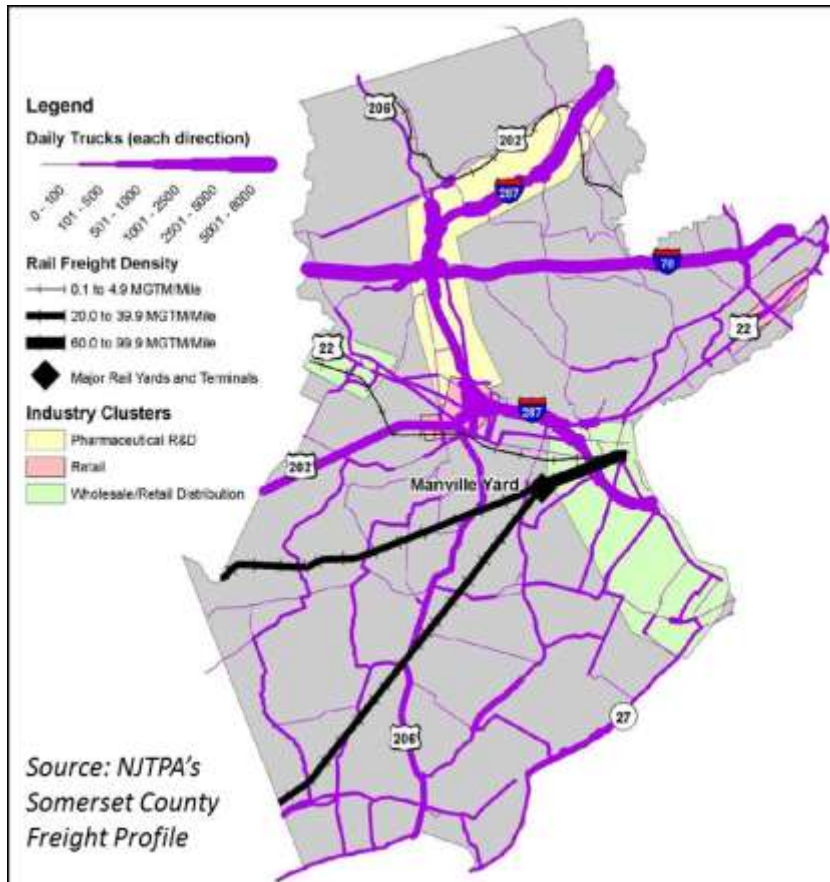 Legend
Daily Trucks (each direction)
0 - 100
101 - 500
501 - 1000
1001 - 2500
2501 - 5000
5001 - 8000
Rail Freight Density
0.1 to 4.9 MGTM/Mile
20.0 to 39.9 MGTM/Mile
60.0 to 99.9 MGTM/Mile
Major Rail Yards and Terminals
Industry Clusters
Pharmaceutical R&D
Retail
Wholesale/Retail Distribution
206
202
287
78
22
22
287
202
Manville Yard
27
206
Source: NJTPA's
Somerset County
Freight Profile